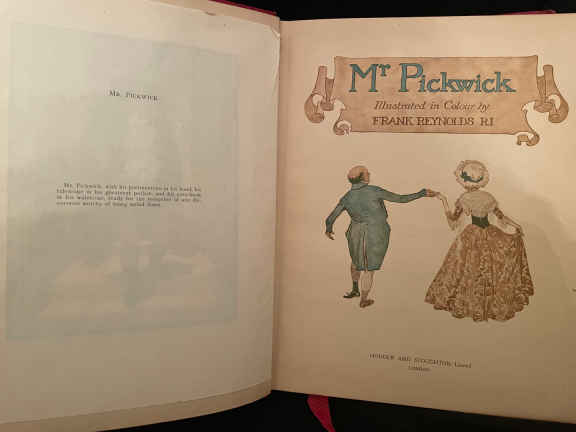 Mr. Pickwick
Mr. Pickwick, with his portmanteau in his hand, his
telescope in his greatcoat pocket, and his note-book
in his waistcoat, ready for the reception of any dis-
coveries worthy of being noted down.
Mr Pickwick
Illustrated in Colour by
FRANK REYNOLDS R.I
HODDER AND STOUGHTON Limited
LONDON